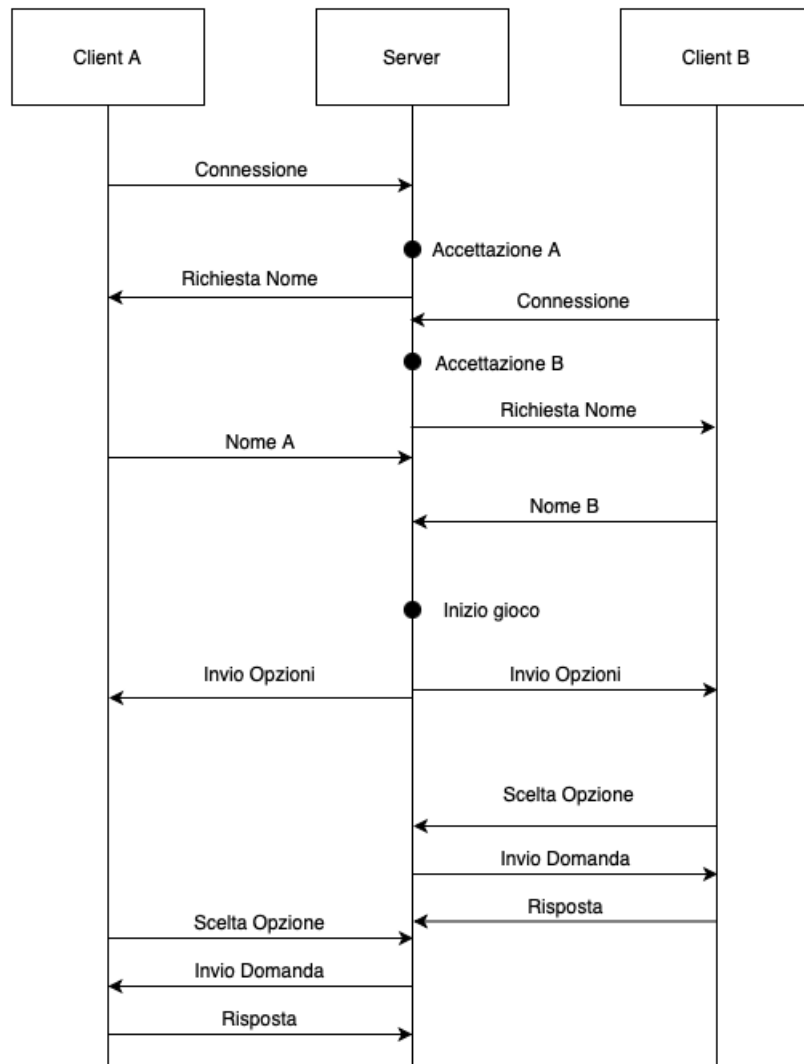 Client A
Server
Client B
Connessione
Accettazione A
Richiesta Nome
Connessione
Accettazione B
Richiesta Nome
Nome A
Nome B
Inizio gioco
Invio Opzioni
Invio Opzioni
Scelta Opzione
Invio Domanda
Risposta
Scelta Opzione
Invio Domanda
Risposta